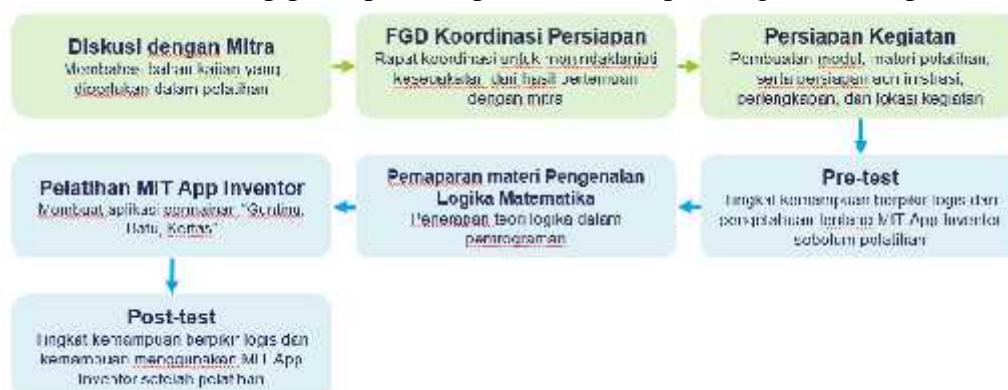 Diskusi dengan Mitra
Membahas bahan kajian yang
diperlukan dalam pelatihan
FGD Koordinasi Persiapan
Rapat koordinasi untuk menindaklanjuti
kesepakatan dari hasil pertemuan
dengan mitra
Persiapan Kegiatan
Pembuatan modul, materi pelatihan,
serta persiapan administrasi,
perlengkapan, dan lokasi kegiatan
Pre-test
Tingkat kemampuan berpikir logis dan
pengetahuan tentang MIT App Inventor
sebelum pelatihan
Pemaparan materi Pengenalan
Logika Matematika
Penerapan teori logika dalam
pemrograman
Pelatihan MIT App Inventor
Membuat aplikasi permainan "Gunting,
Batu, Kertas"
Post-test
Tingkat kemampuan berpikir logis dan
kemampuan menggunakan MIT App
Inventor setelah pelatihan